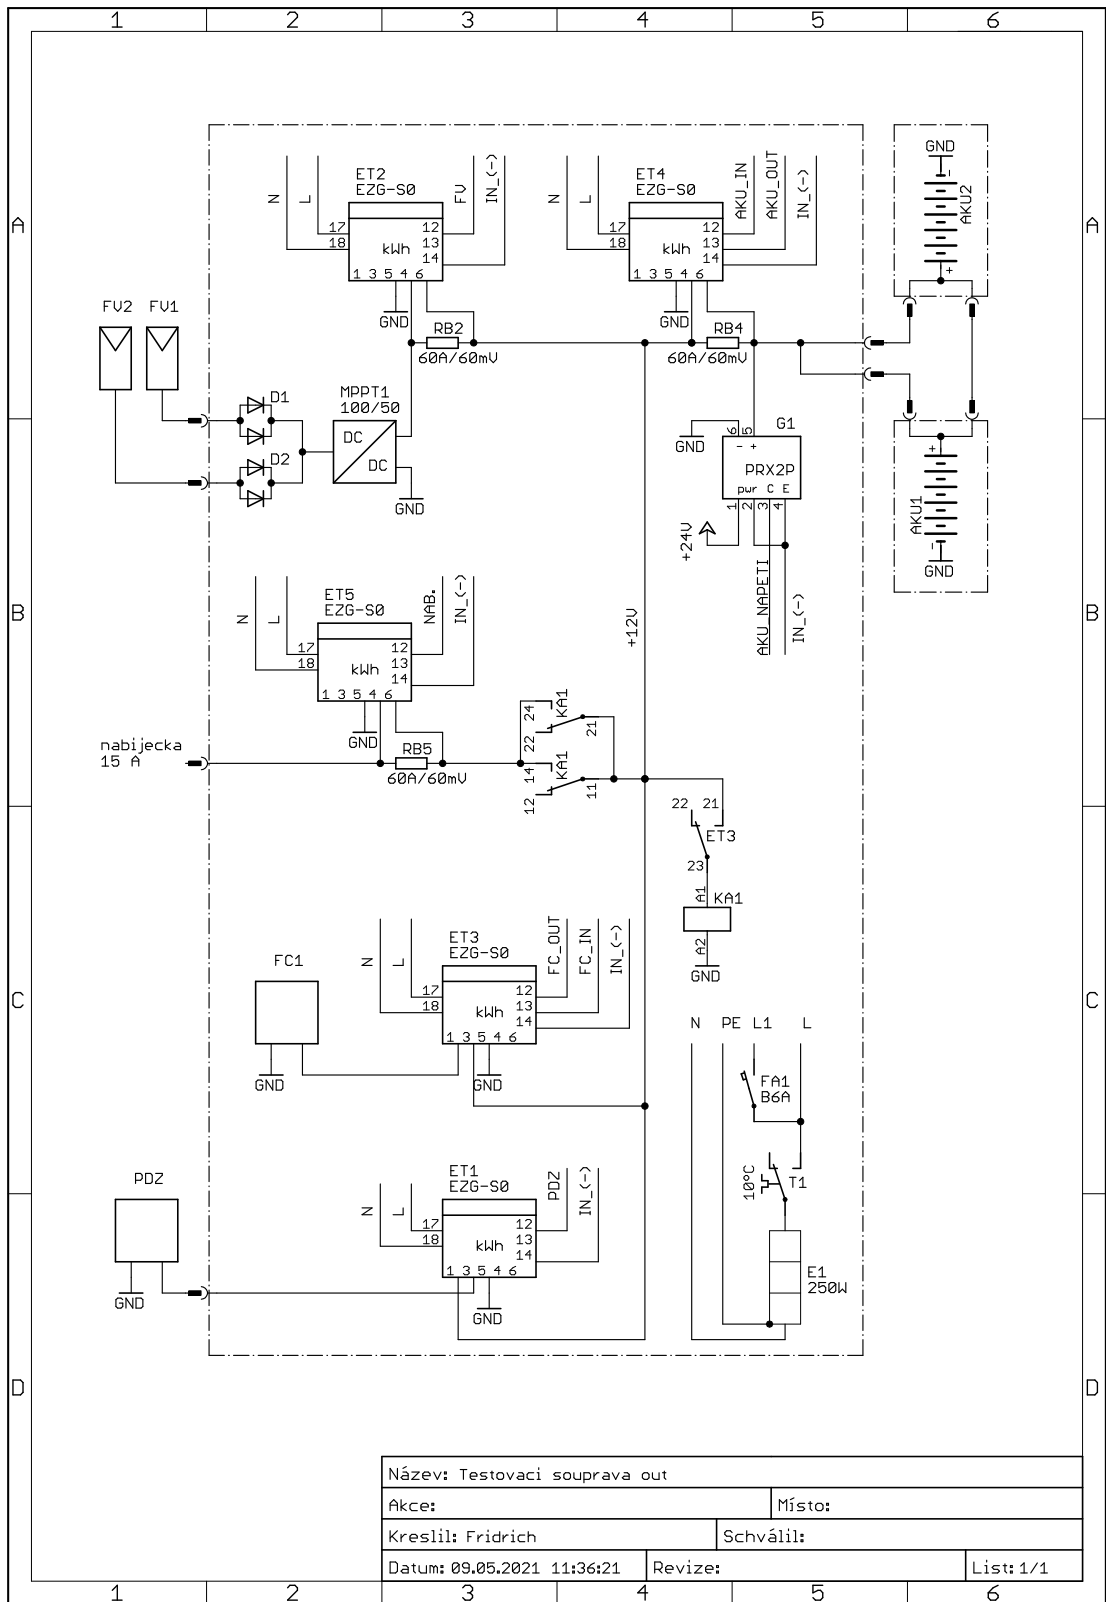 1 2 3 4 5 6
A A
ET2
EZG-S0
N L FV IN_(-)
17 18 kWh 12 13 14
1 3 5 4 6
GND
RB2
60A/60mV
ET4
EZG-S0
N L AKU_IN AKU_OUT IN_(-)
17 18 kWh 12 13 14
1 3 5 4 6
GND
RB4
60A/60mV
GND
-
AKU2
+
FV2 FV1
D1
D2
MPPT1
100/50
DC
DC
GND
G1
GND
6 5
- +
PRX2P
pwr C E
1 2 3 4
+24V
AKU_NAPETI
IN_(-)
+
AKU1
-
GND
B B
ET5
EZG-S0
N L NAB. IN_(-)
17 18 kWh 12 13 14
1 3 5 4 6
GND
RB5
60A/60mV
+12V
nabijecka
15 A
24 KA1
22 21
14 KA1
12 11
22 21
ET3
23
A1 KA1
A2
GND
C C
FC1
GND
ET3
EZG-S0
N L FC_OUT FC_IN IN_(-)
17 18 kWh 12 13 14
1 3 5 4 6
GND
N PE L1 L
FA1
B6A
10°C
T1
E1
250W
PDZ
GND
ET1
EZG-S0
N L PDZ IN_(-)
17 18 kWh 12 13 14
1 3 5 4 6
GND
D D
Název: Testovaci souprava out
Akce: Místo:
Kreslil: Fridrich Schválil:
Datum: 09.05.2021 11:36:21 Revize: List: 1/1
1 2 3 4 5 6